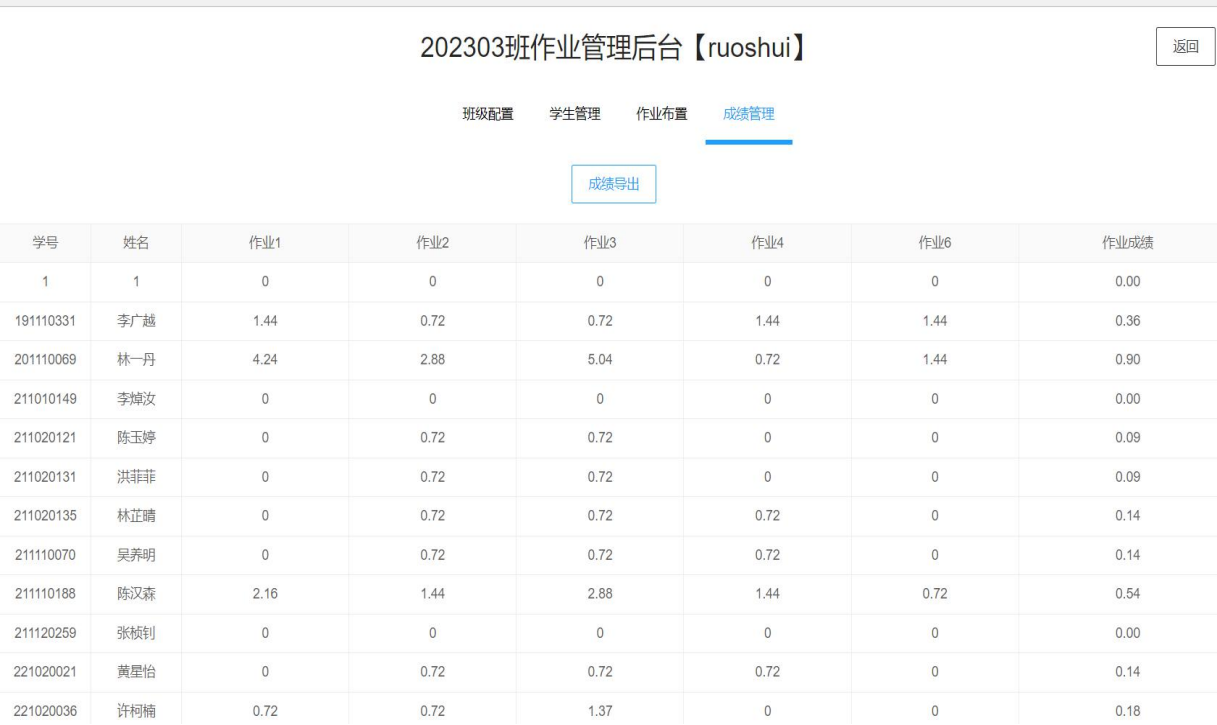 202303班作业管理后台【ruoshui】
返回
班级配置 学生管理 作业布置 成绩管理
成绩导出
学号 姓名 作业1 作业2 作业3 作业4 作业6 作业成绩
1 1 0 0 0 0 0 0.00
191110331 李广越 1.44 0.72 0.72 1.44 1.44 0.36
201110069 林一丹 4.24 2.88 5.04 0.72 1.44 0.90
211010149 李焯汝 0 0 0 0 0 0.00
211020121 陈玉婷 0 0.72 0.72 0 0 0.09
211020131 洪菲菲 0 0.72 0.72 0 0 0.09
211020135 林芷晴 0 0.72 0.72 0.72 0 0.14
211110070 吴养明 0 0.72 0.72 0.72 0 0.14
211110188 陈汉森 2.16 1.44 2.88 1.44 0.72 0.54
211120259 张桢钊 0 0 0 0 0 0.00
221020021 黄星怡 0 0.72 0.72 0.72 0 0.14
221020036 许柯楠 0.72 0.72 1.37 0 0 0.18